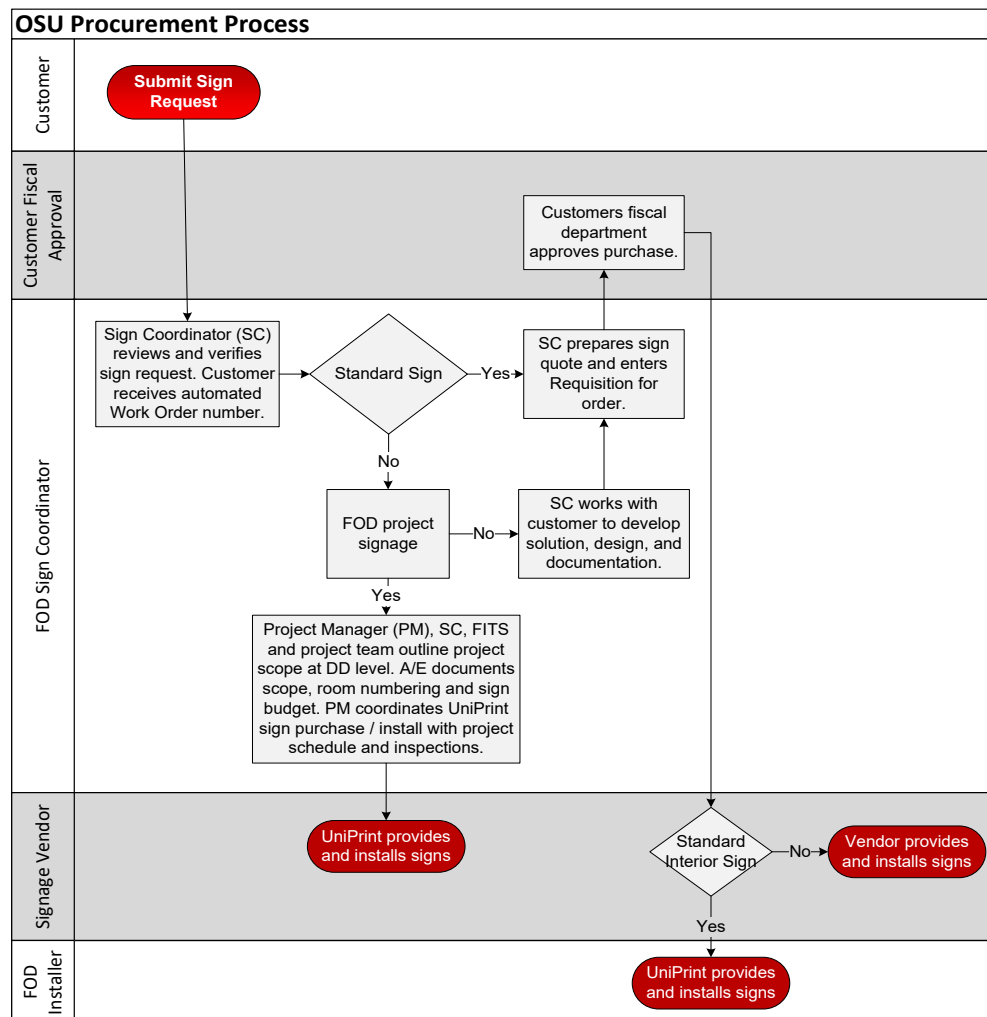 OSU Procurement Process
Customer
Submit Sign
Request
Customer Fiscal
Approval
Customers fiscal
department
approves purchase.
FOD Sign Coordinator
Sign Coordinator (SC)
reviews and verifies
sign request. Customer
receives automated
Work Order number.
Standard Sign
Yes
SC prepares sign
quote and enters
Requisition for
order.
No
FOD project
signage
No
SC works with
customer to develop
solution, design, and
documentation.
Yes
Project Manager (PM), SC, FITS
and project team outline project
scope at DD level. A/E documents
scope, room numbering and sign
budget. PM coordinates UniPrint
sign purchase / install with project
schedule and inspections.
Signage Vendor
UniPrint provides
and installs signs
Standard
Interior Sign
No
Vendor provides
and installs signs
Yes
FOD
Installer
UniPrint provides
and installs signs